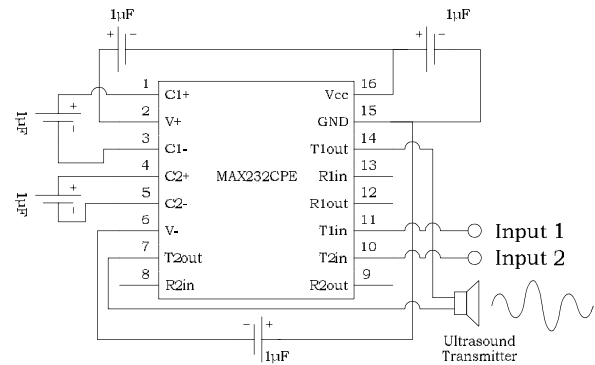 1µF
1µF
+ -
+ -
1 C1+
2 V+
3 C1-
4 C2+
5 C2-
6 V-
7 T2out
8 R2in
MAX232CPE
Vcc 16
GND 15
T1out 14
R1in 13
R1out 12
T1in 11
T2in 10
R2out 9
1µF
+
-
1µF
+
-
Input 1
Input 2
- +
1µF
Ultrasound
Transmitter